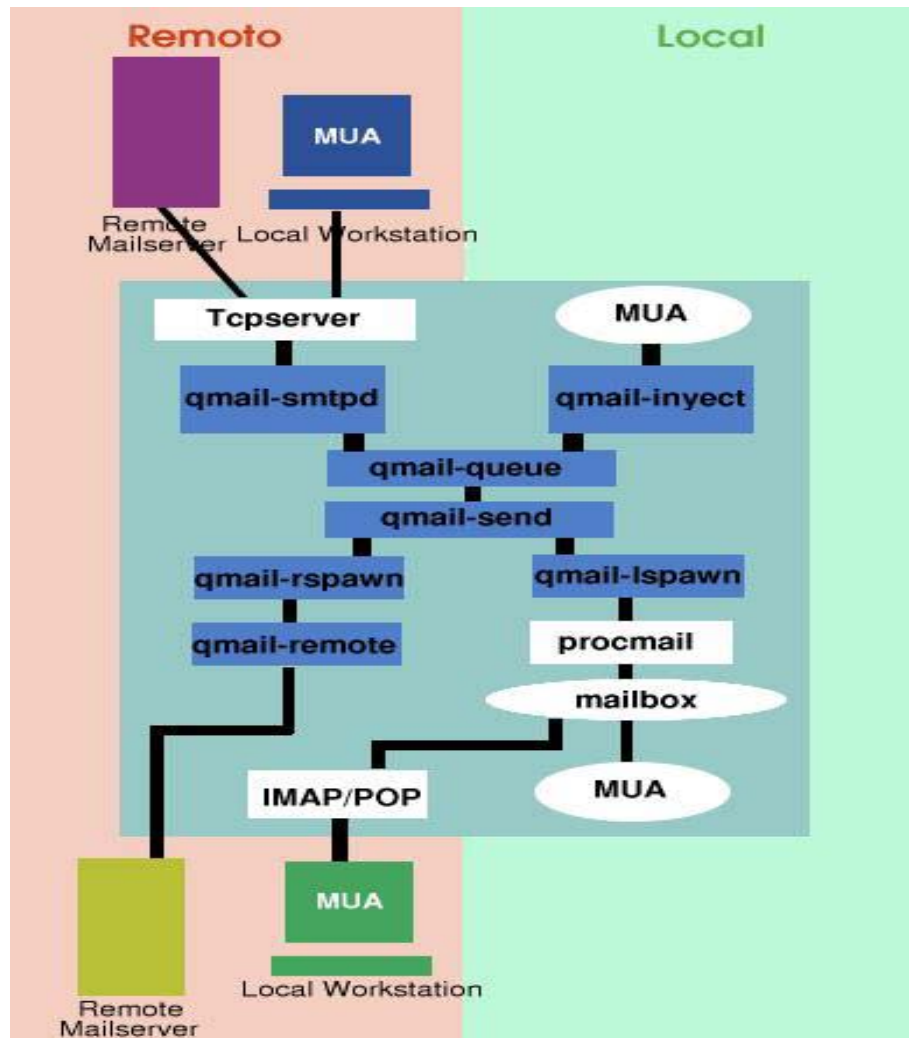 Remoto
Local
MUA
Remote
Mailserver
Local Workstation
Tcpserver
MUA
qmail-smtpd
qmail-inyect
qmail-queue
qmail-send
qmail-rspawn
qmail-lspawn
qmail-remote
procmail
mailbox
IMAP/POP
MUA
MUA
Local Workstation
Remote
Mailserver